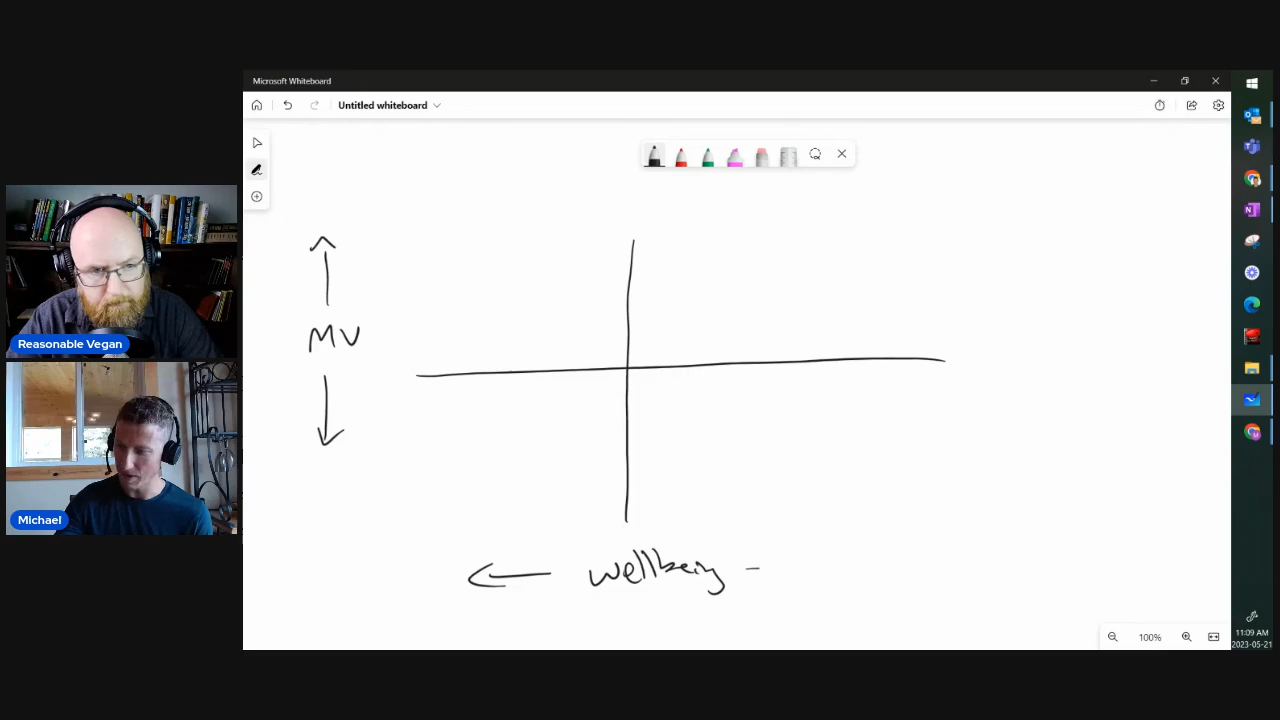 Microsoft Whiteboard
Untitled whiteboard
MV
Reasonable Vegan
Michael
wellbeing
100%
11:09 AM
2023-05-21